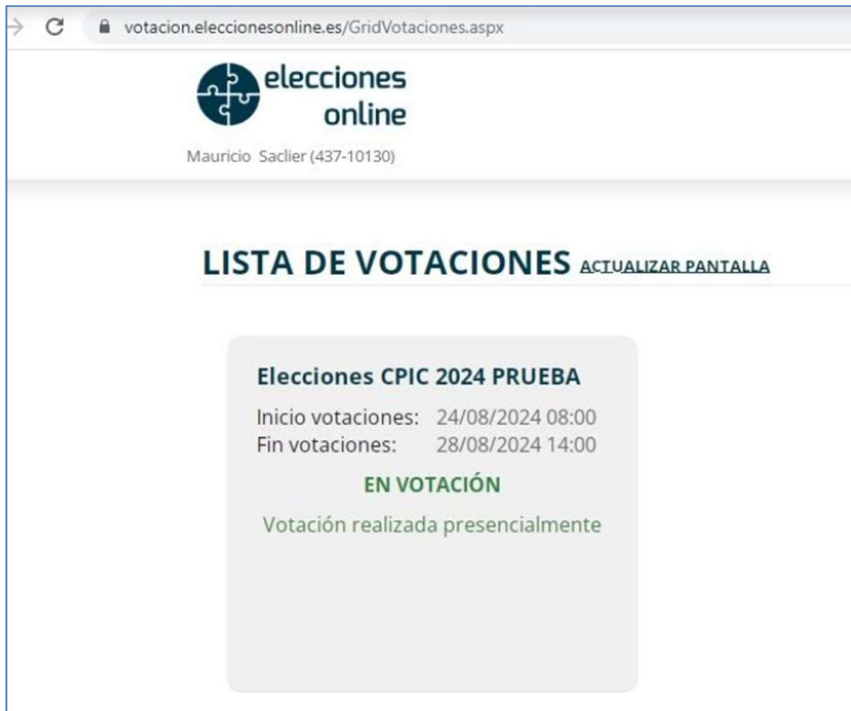 votacion.eleccionesonline.es/GridVotaciones.aspx
elecciones
online
Mauricio Saclier (437-10130)
LISTA DE VOTACIONES ACTUALIZAR PANTALLA
Elecciones CPIC 2024 PRUEBA
Inicio votaciones: 24/08/2024 08:00
Fin votaciones: 28/08/2024 14:00
EN VOTACIÓN
Votación realizada presencialmente